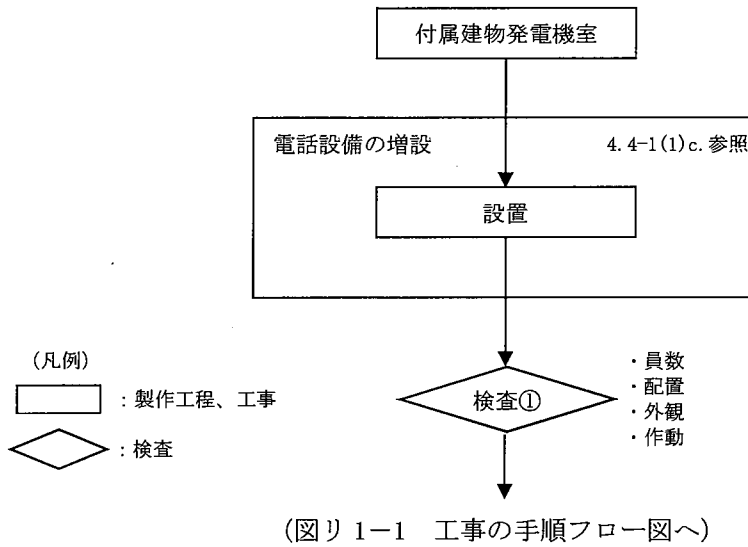 付属建物発電機室
電話設備の増設 4.4-1(1)c.参照
設置
検査①
・員数
・配置
・外観
・作動
(凡例)
：製作工程、工事
：検査
(図リ 1－1 工事の手順フロー図へ)